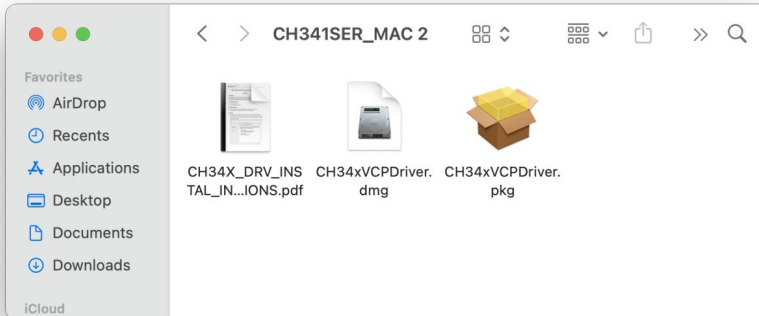 CH341SER_MAC 2
Favorites
AirDrop
Recents
Applications
Desktop
Documents
Downloads
iCloud
CH34X_DRV_INS
TAL_IN...IONS.pdf
CH34xVCPDriver.
dmg
CH34xVCPDriver.
pkg